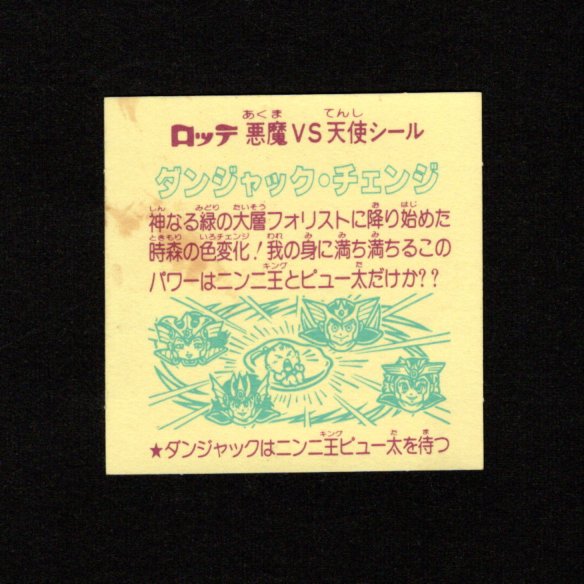 あくま てんし
ロッテ 悪魔VS天使シール
ダンジャック・チェンジ
しん みどり たいそう お はじ
神なる緑の大層フォリストに降り始めた
ときもり いろチェンジ われ み み み
時森の色変化!我の身に満ち満ちるこの
キング た
パワーはニンニ王とピュー太だけか??
キング た ま
★ダンジャックはニンニ王ピュー太を待つ